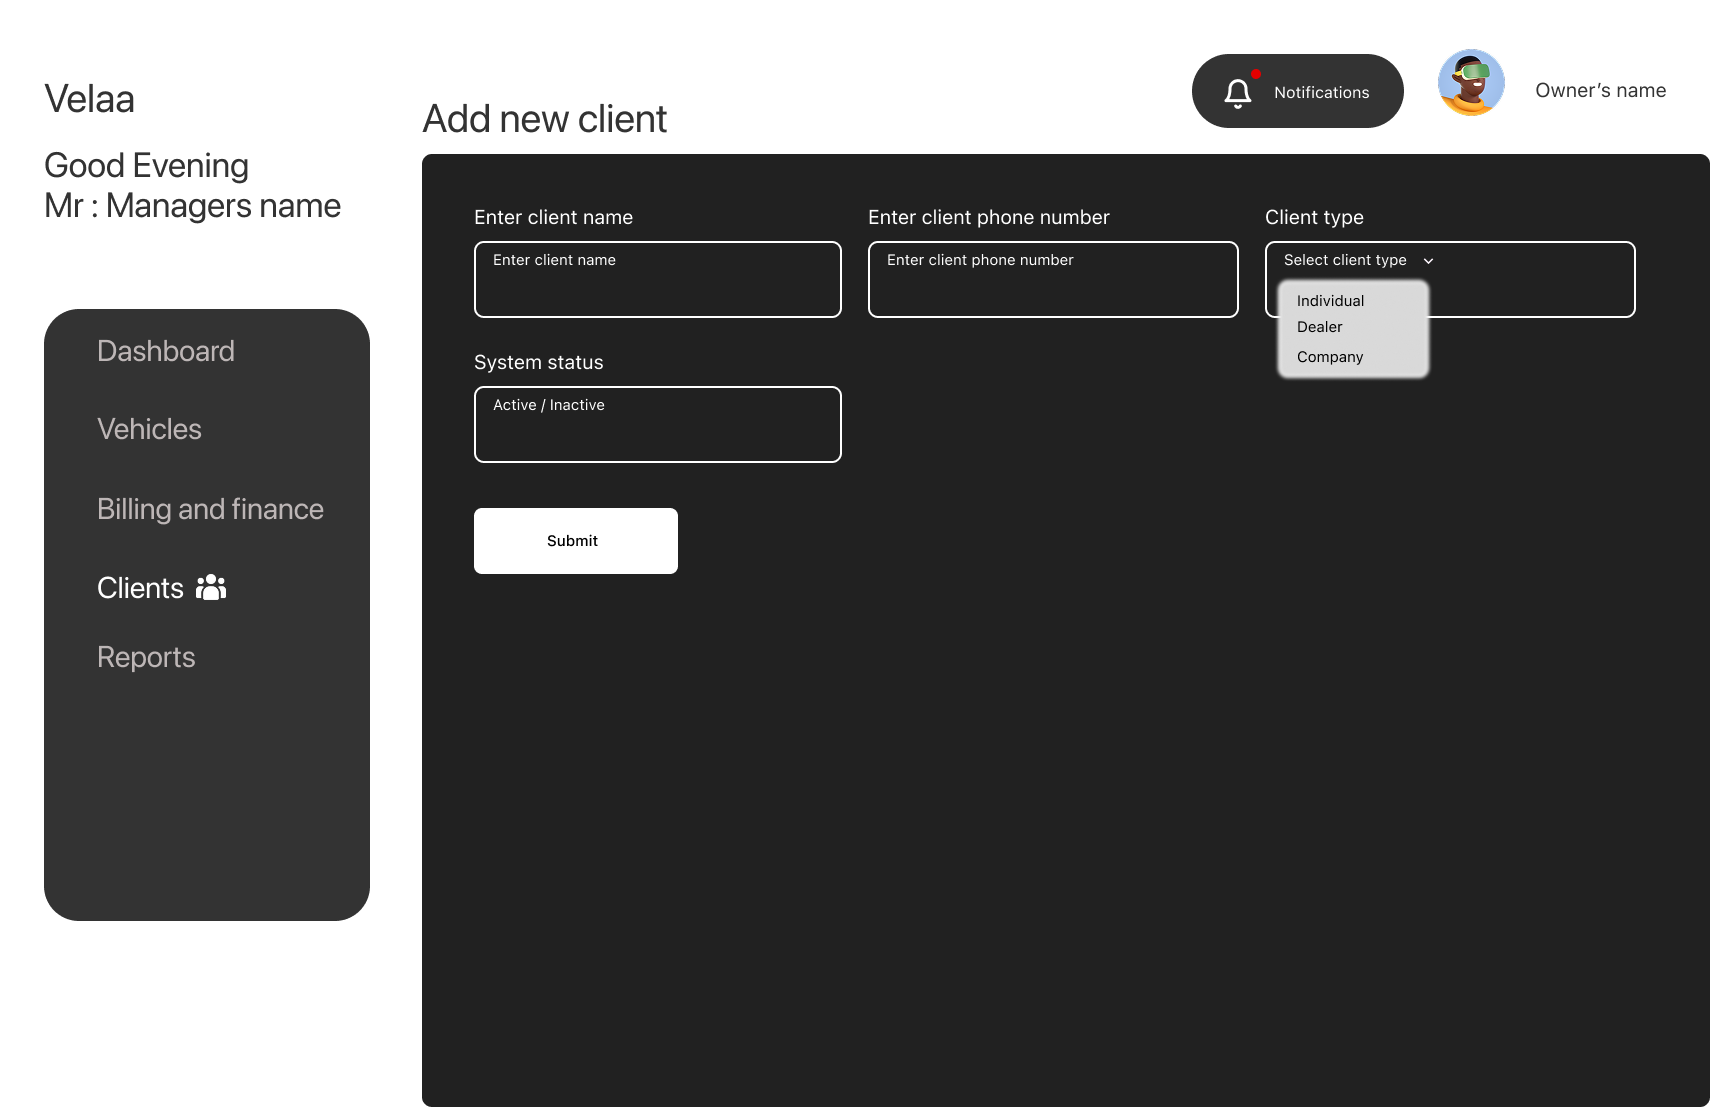 Velaa
Good Evening
Mr : Managers name
Dashboard
Vehicles
Billing and finance
Clients
Reports
Notifications
Owner’s name
Add new client
Enter client name
Enter client name
Enter client phone number
Enter client phone number
Client type
Select client type
Individual
Dealer
Company
System status
Active / Inactive
Submit